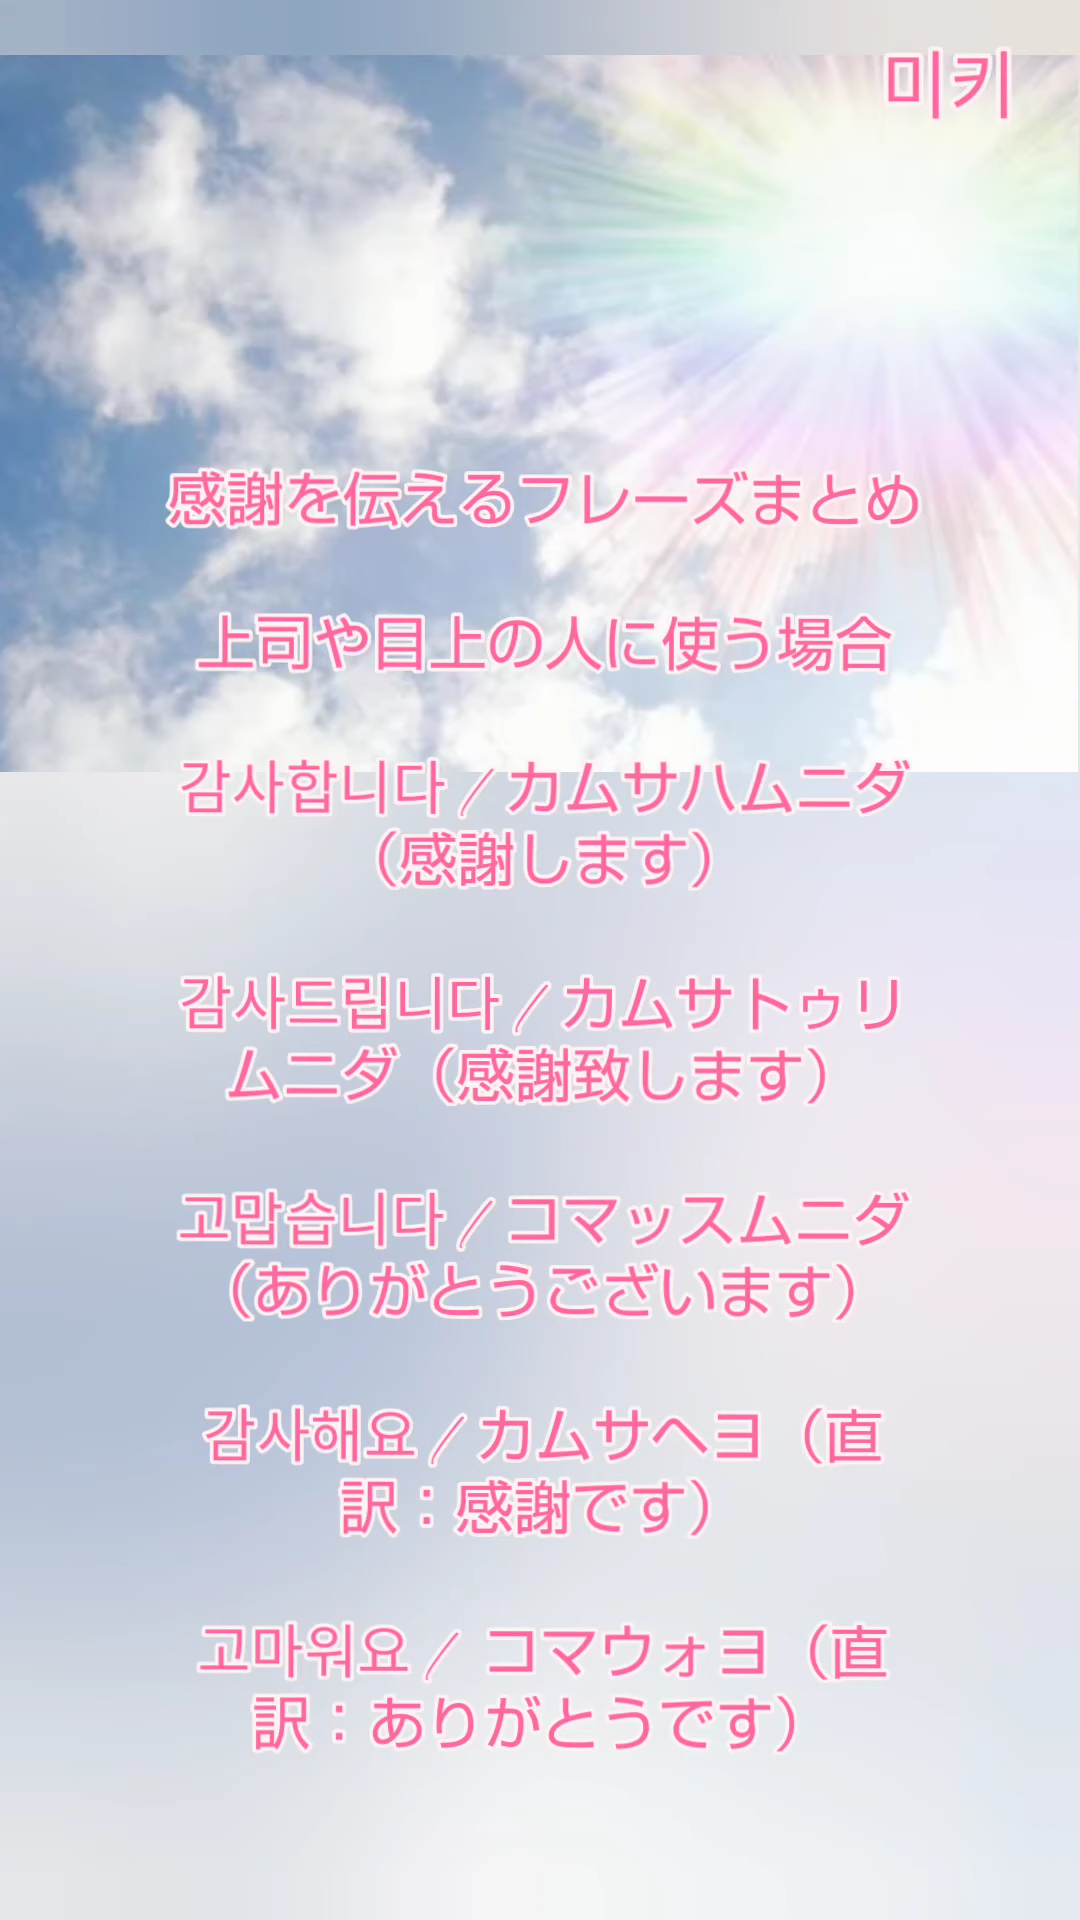 미키
感謝を伝えるフレーズまとめ
上司や目上の人に使う場合
감사합니다 / カムサハムニダ
(感謝します)
감사드립니다 / カムサトゥリ
ムニダ (感謝致します)
고맙습니다 / コマッスムニダ
(ありがとうございます)
감사해요 / カムサヘヨ (直
訳:感謝です)
고마워요 / コマウォヨ (直
訳:ありがとうです)